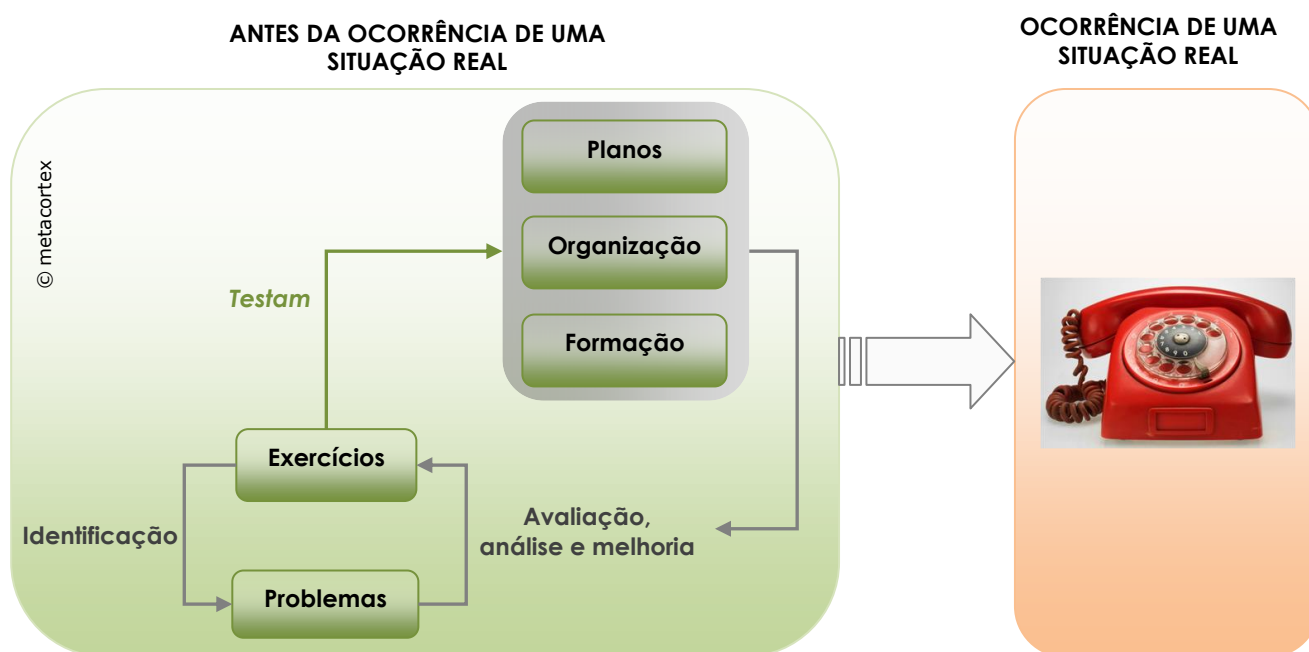 ANTES DA OCORRÊNCIA DE UMA
SITUAÇÃO REAL
OCORRÊNCIA DE UMA
SITUAÇÃO REAL
© metacortex
Planos
Organização
Formação
Testam
Exercícios
Identificação
Avaliação,
análise e melhoria
Problemas